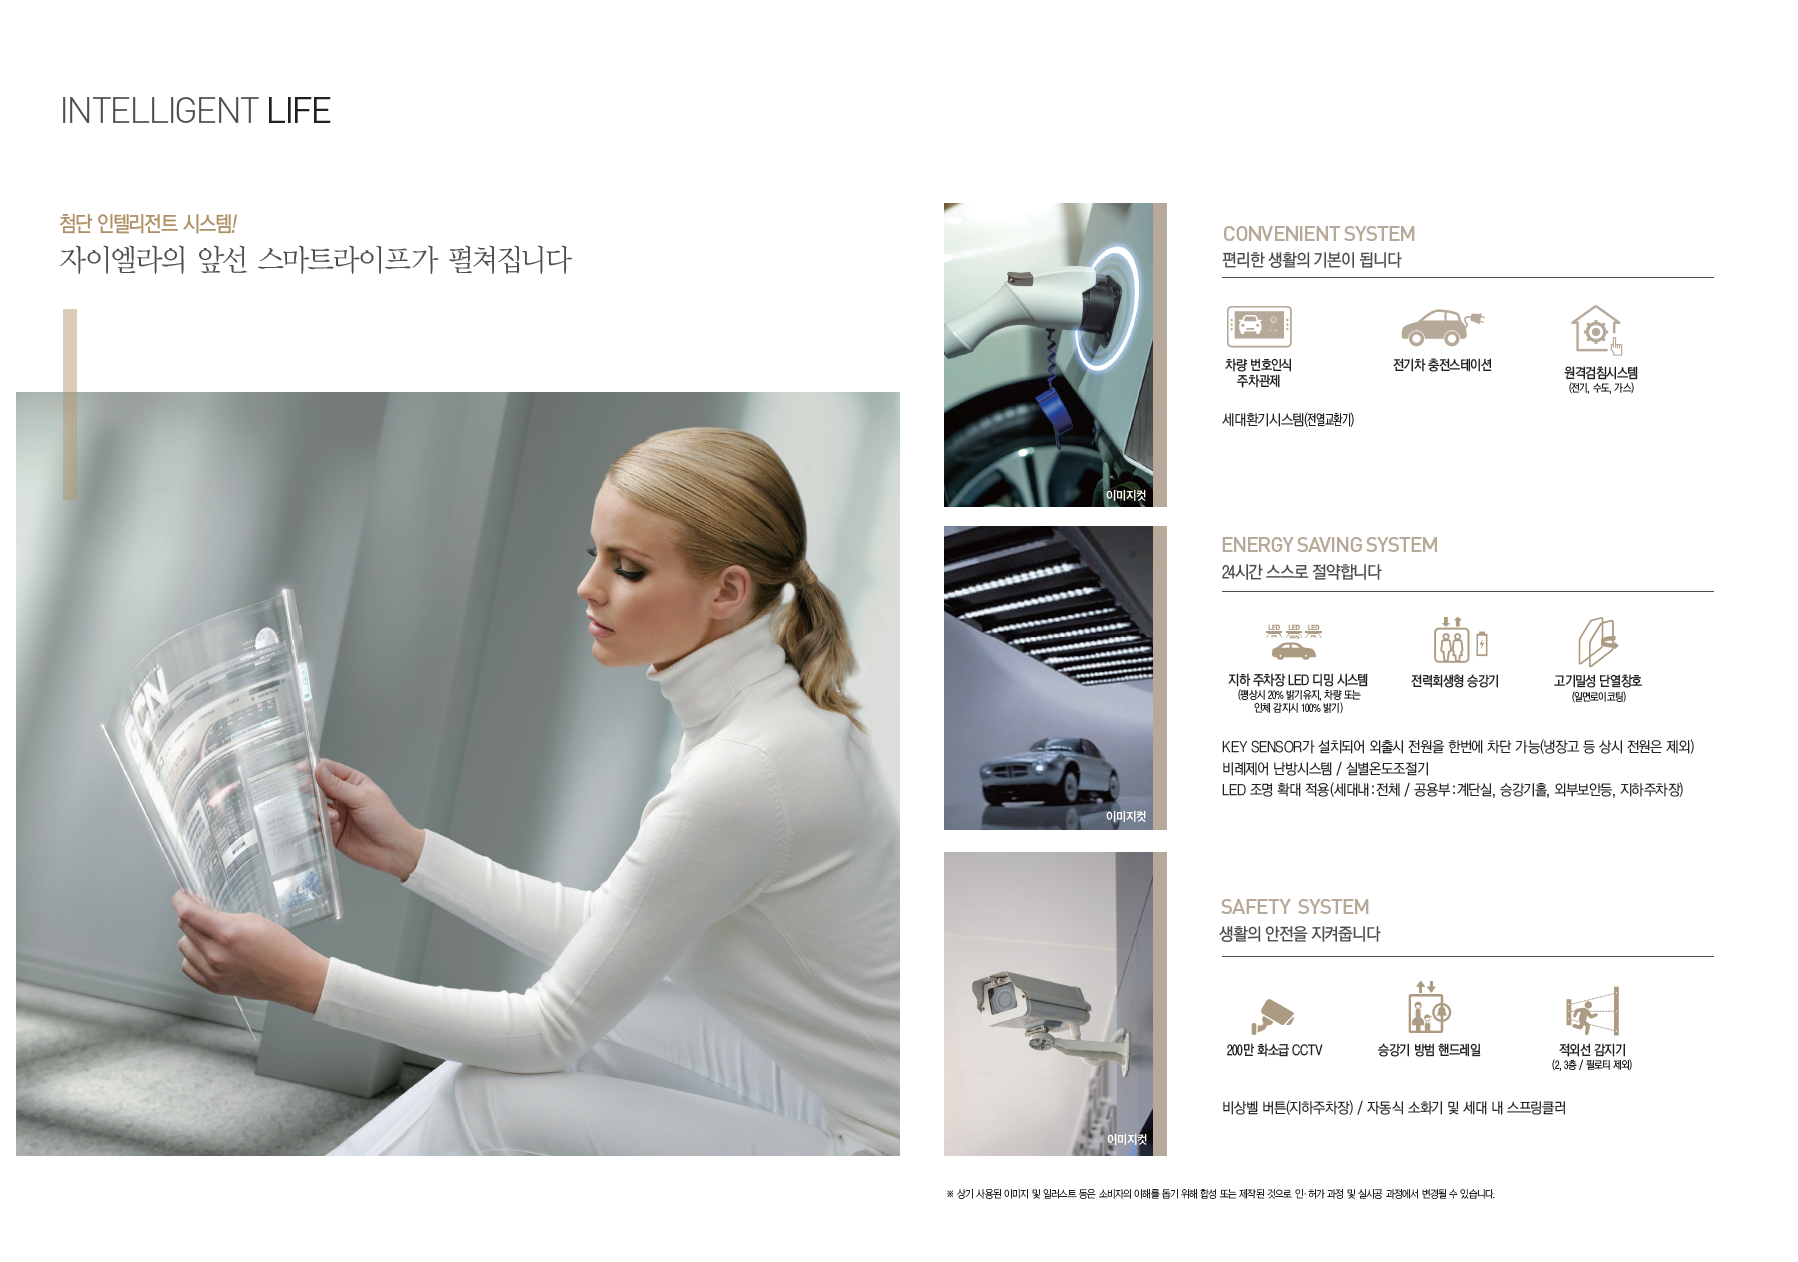 INTELLIGENT LIFE
첨단 인텔리전트 시스템!
자이엘라의 앞선 스마트라이프가 펼쳐집니다
이미지컷
CONVENIENT SYSTEM
편리한 생활의 기본이 됩니다
차량 번호인식
주차관제
전기차 충전스테이션
원격검침시스템
(전기, 수도, 가스)
세대환기시스템(전열교환기)
이미지컷
ENERGY SAVING SYSTEM
24시간 스스로 절약합니다
LED LED LED
지하 주차장 LED 디밍 시스템
(평상시 20% 밝기유지, 차량 또는
인체 감지시 100% 밝기)
전력회생형 승강기
고기밀성 단열창호
(일면로이코팅)
KEY SENSOR가 설치되어 외출시 전원을 한번에 차단 가능(냉장고 등 상시 전원은 제외)
비례제어 난방시스템 / 실별온도조절기
LED 조명 확대 적용(세대내:전체 / 공용부:계단실, 승강기홀, 외부보안등, 지하주차장)
이미지컷
SAFETY SYSTEM
생활의 안전을 지켜줍니다
200만 화소급 CCTV
승강기 방범 핸드레일
적외선 감지기
(2, 3층 / 필로티 제외)
비상벨 버튼(지하주차장) / 자동식 소화기 및 세대 내 스프링클러
※ 상기 사용된 이미지 및 일러스트 등은 소비자의 이해를 돕기 위해 합성 또는 제작된 것으로 인·허가 과정 및 실시공 과정에서 변경될 수 있습니다.